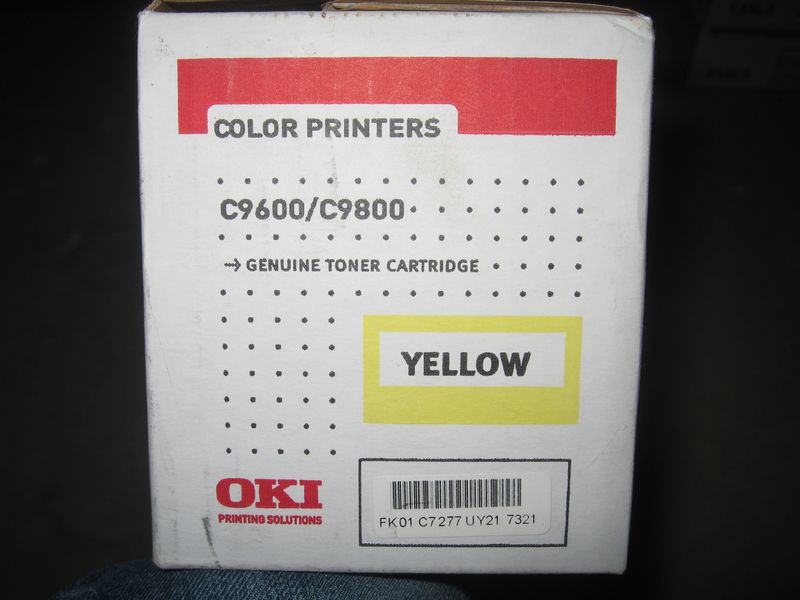 COLOR PRINTERS
C9600/C9800
GENUINE TONER CARTRIDGE
YELLOW
OKI
PRINTING SOLUTIONS
FK01 C7277 UY21 7321